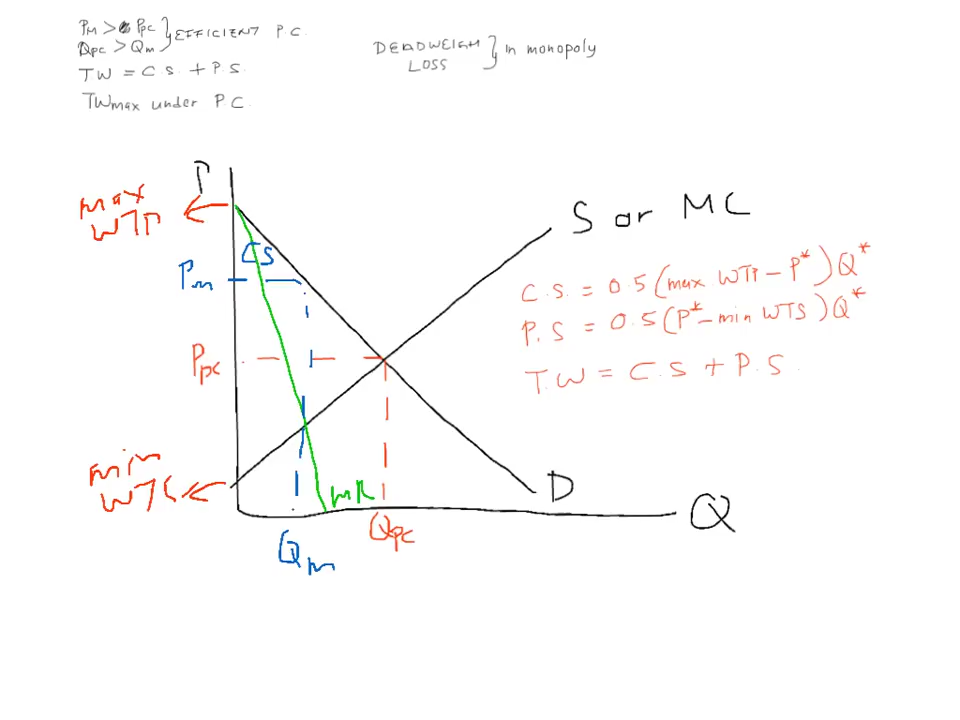 PM > Ppc } EFFICIENT P.C.
Qpc > Qm
TW = C.S. + P.S.
TWmax under P.C.
DEADWEIGH } in monopoly
LOSS
P
max
WTP
CS
Pm
Ppc
min
WTS
S or MC
C.S. = 0.5 (max WTP - P*) Q*
P.S = 0.5 (P* - min WTS) Q*
T.W = C.S + P.S.
MR
D
Q
Qm
Qpc